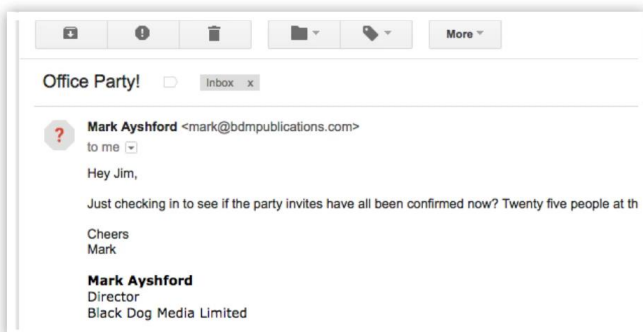 More
Office Party! Inbox x
?
Mark Ayshford <mark@bdmpublications.com>
to me
Hey Jim,
Just checking in to see if the party invites have all been confirmed now? Twenty five people at th
Cheers
Mark
Mark Ayshford
Director
Black Dog Media Limited